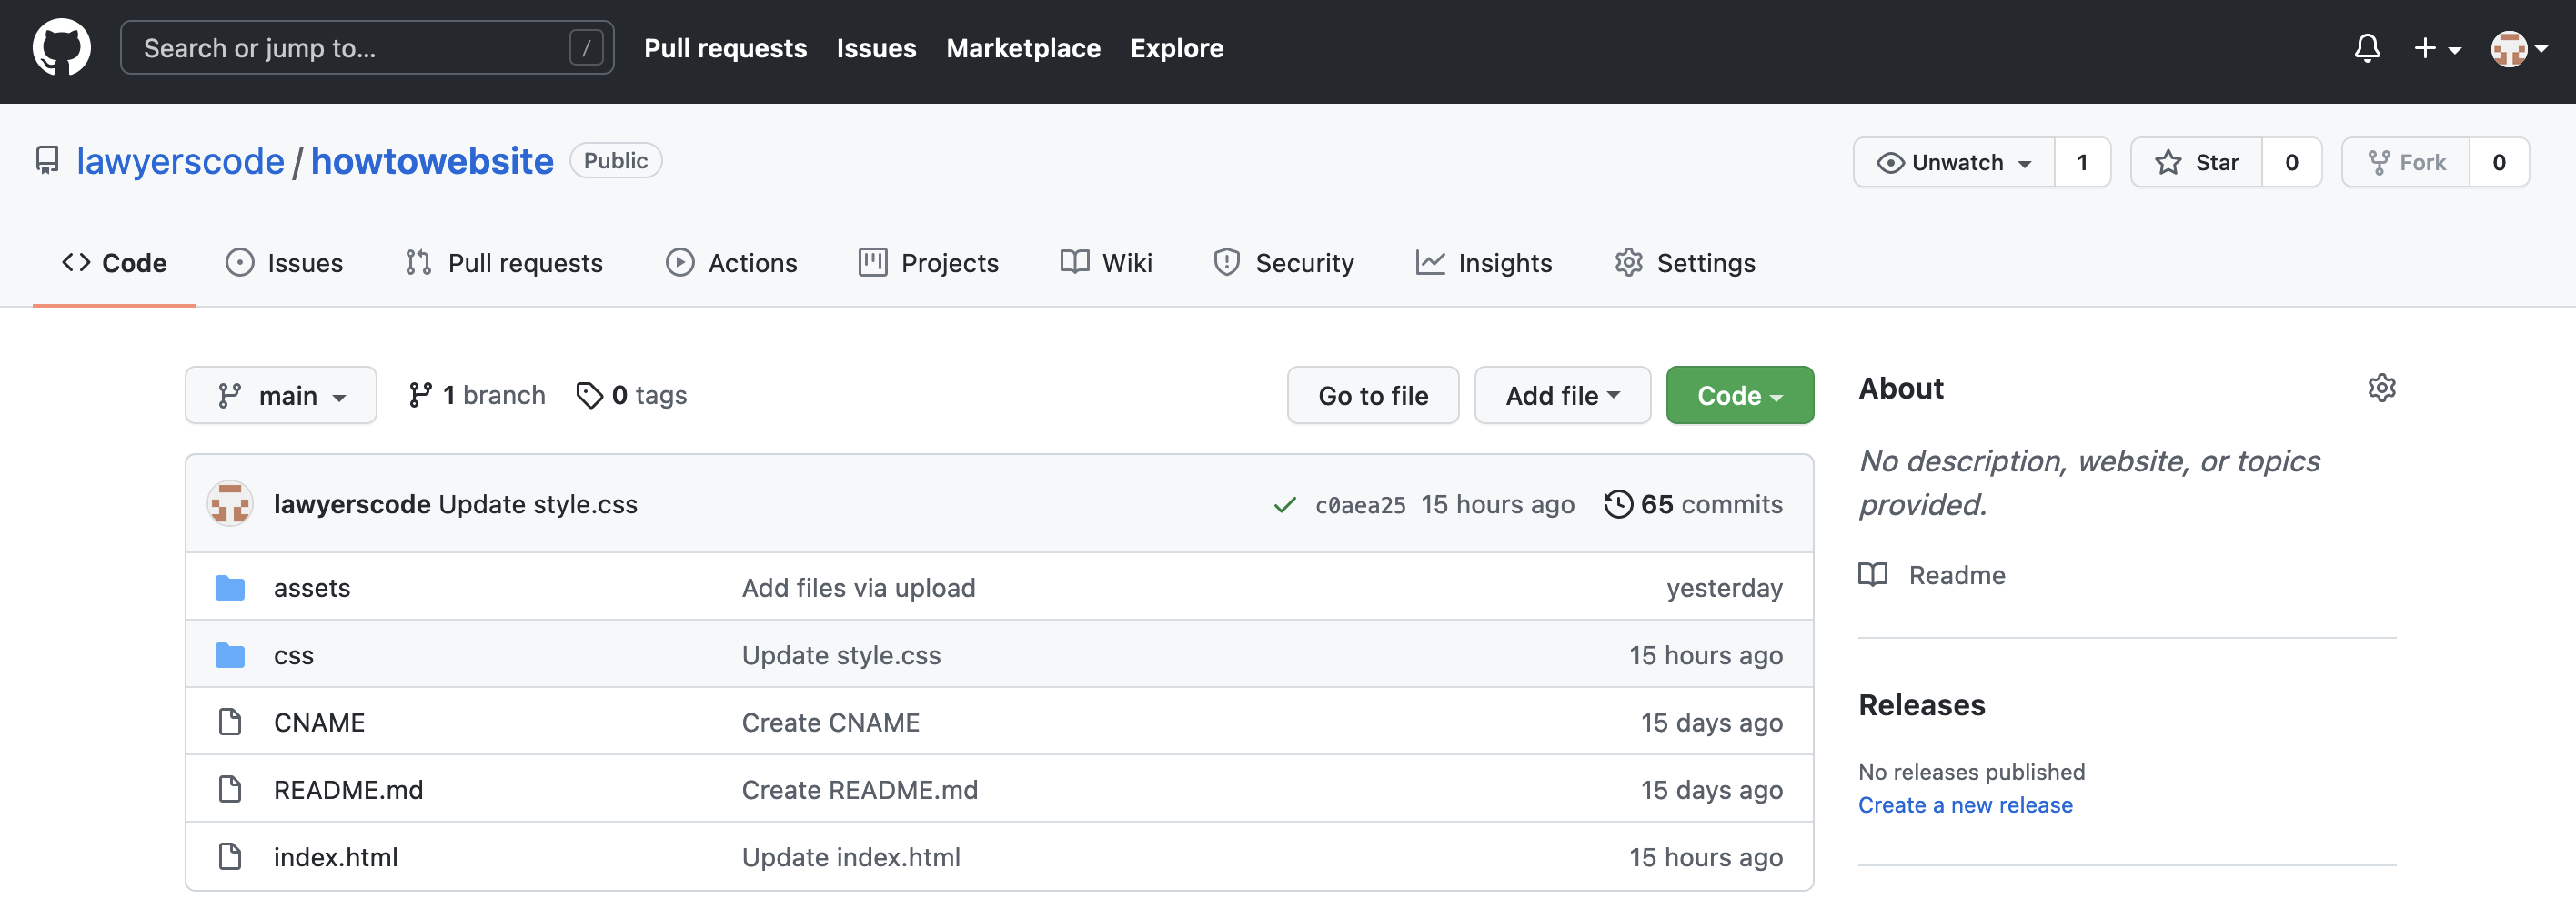 Search or jump to... / Pull requests Issues Marketplace Explore
lawyerscode / howtowebsite Public Unwatch 1 Star 0 Fork 0
Code Issues Pull requests Actions Projects Wiki Security Insights Settings
main 1 branch 0 tags Go to file Add file Code
lawyerscode Update style.css c0aea25 15 hours ago 65 commits
assets Add files via upload yesterday
css Update style.css 15 hours ago
CNAME Create CNAME 15 days ago
README.md Create README.md 15 days ago
index.html Update index.html 15 hours ago
About
No description, website, or topics
provided.
Readme
Releases
No releases published
Create a new release